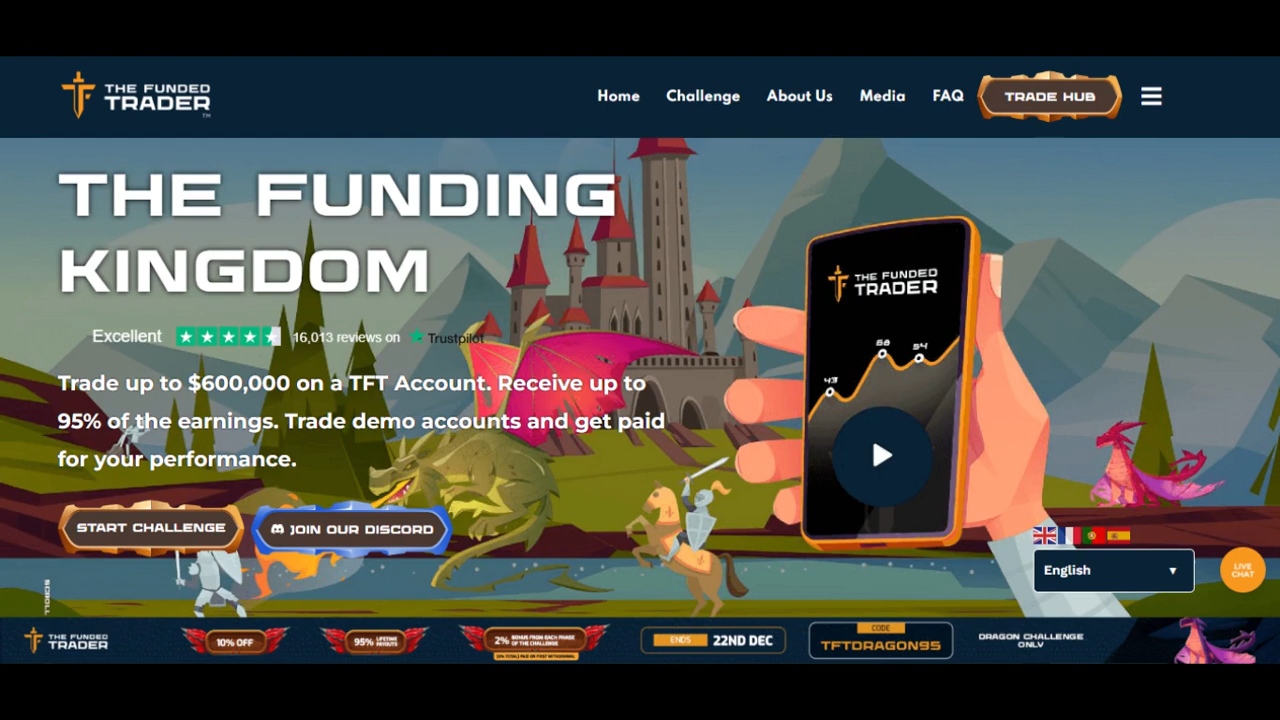 THE FUNDED
TRADER
TM
Home Challenge About Us Media FAQ TRADE HUB
THE FUNDING
KINGDOM
Excellent 16,013 reviews on Trustpilot
Trade up to $600,000 on a TFT Account. Receive up to
95% of the earnings. Trade demo accounts and get paid
for your performance.
START CHALLENGE JOIN OUR DISCORD
THE FUNDED
TRADER
43 68 54
English
LIVE
CHAT
SCROLL
THE FUNDED
TRADER
10% OFF
95% LIFETIME
PAYOUTS
2% BONUS FROM EACH PHASE
OF THE CHALLENGE
ENDS 22ND DEC
CODE
TFTDRAGON95
DRAGON CHALLENGE
ONLY